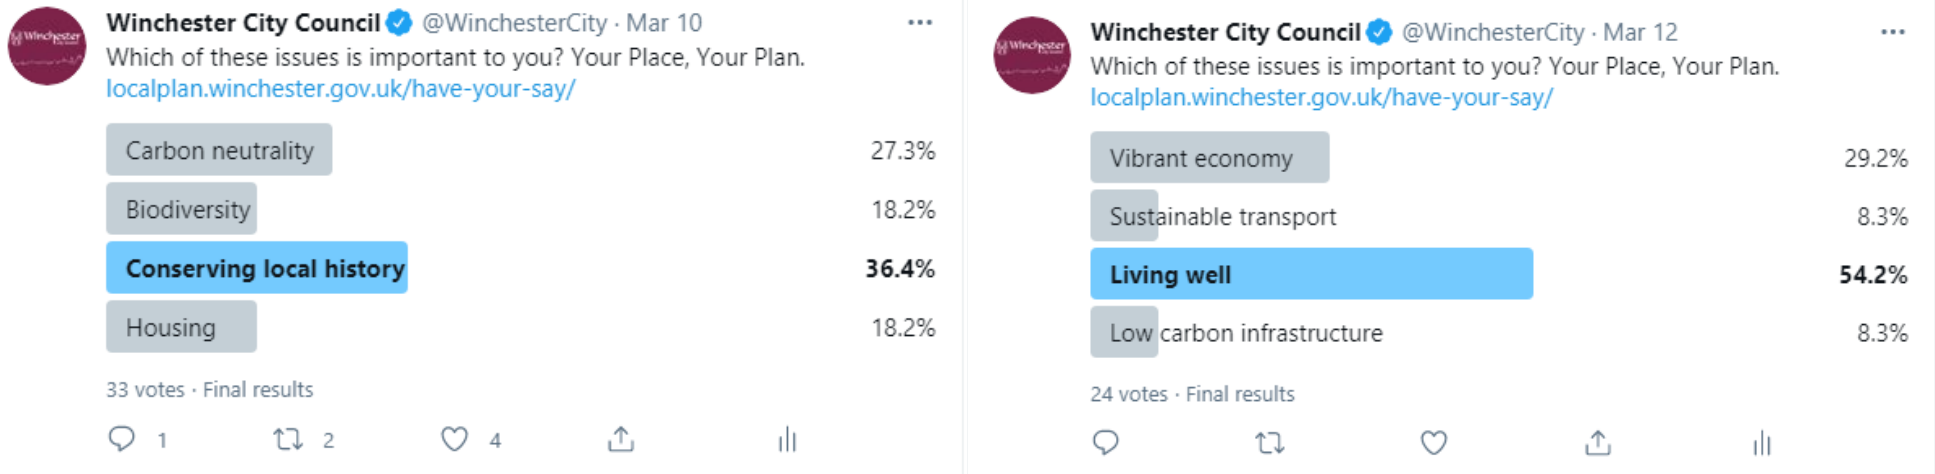 Winchester
Winchester City Council @WinchesterCity · Mar 10
Which of these issues is important to you? Your Place, Your Plan.
localplan.winchester.gov.uk/have-your-say/
Carbon neutrality 27.3%
Biodiversity 18.2%
Conserving local history 36.4%
Housing 18.2%
33 votes · Final results
1 2 4
Winchester
Winchester City Council @WinchesterCity · Mar 12
Which of these issues is important to you? Your Place, Your Plan.
localplan.winchester.gov.uk/have-your-say/
Vibrant economy 29.2%
Sustainable transport 8.3%
Living well 54.2%
Low carbon infrastructure 8.3%
24 votes · Final results